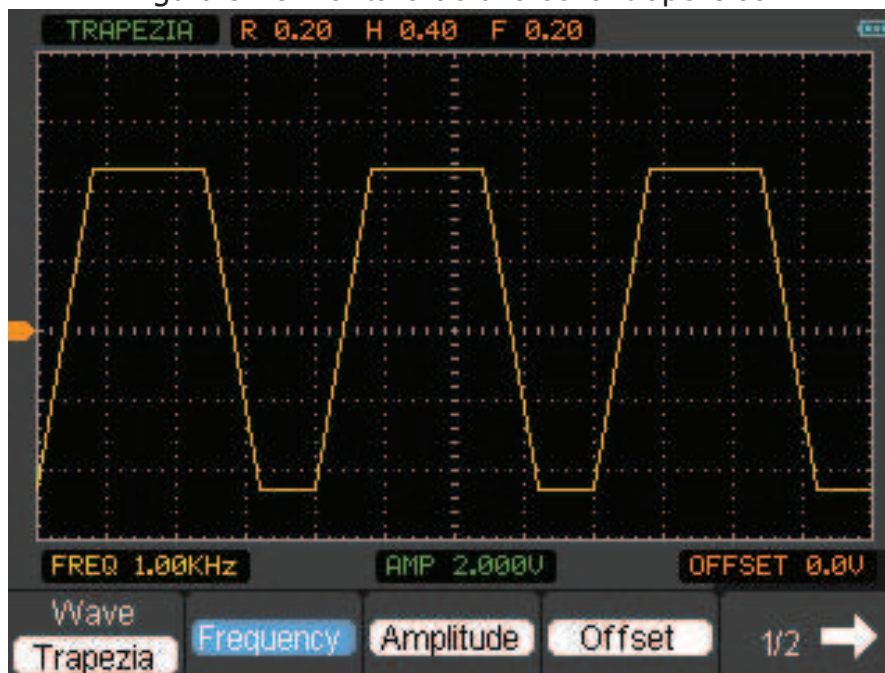 TRAPEZIA R 0.20 H 0.40 F 0.20
FREQ 1.00KHz AMP 2.000V OFFSET 0.0V
Wave
Trapezia Frequency Amplitude Offset 1/2